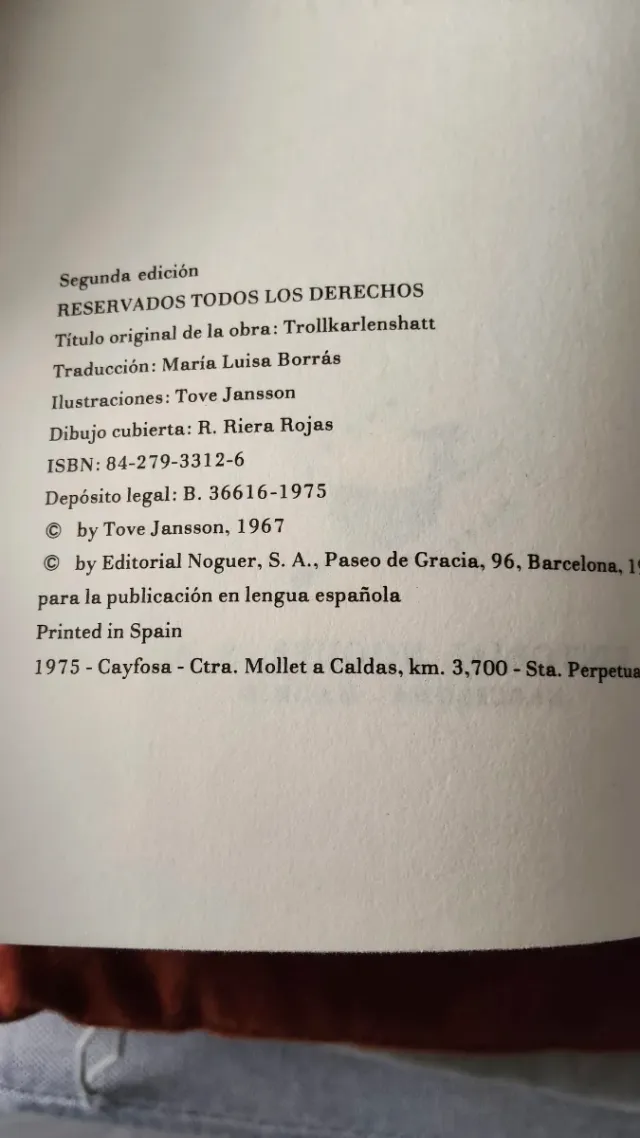 Segunda edición
RESERVADOS TODOS LOS DERECHOS
Título original de la obra: Trollkarlenshatt
Traducción: María Luisa Borrás
Ilustraciones: Tove Jansson
Dibujo cubierta: R. Riera Rojas
ISBN: 84-279-3312-6
Depósito legal: B. 36616-1975
© by Tove Jansson, 1967
© by Editorial Noguer, S. A., Paseo de Gracia, 96, Barcelona,
para la publicación en lengua española
Printed in Spain
1975 - Cayfosa - Ctra. Mollet a Caldas, km. 3,700 - Sta. Perpetua